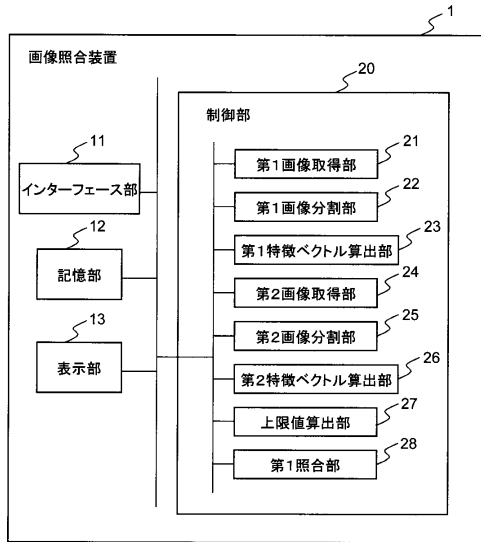 1
画像照合装置
20
制御部
11
インターフェース部
12
記憶部
13
表示部
21
第1画像取得部
22
第1画像分割部
23
第1特徴ベクトル算出部
24
第2画像取得部
25
第2画像分割部
26
第2特徴ベクトル算出部
27
上限値算出部
28
第1照合部